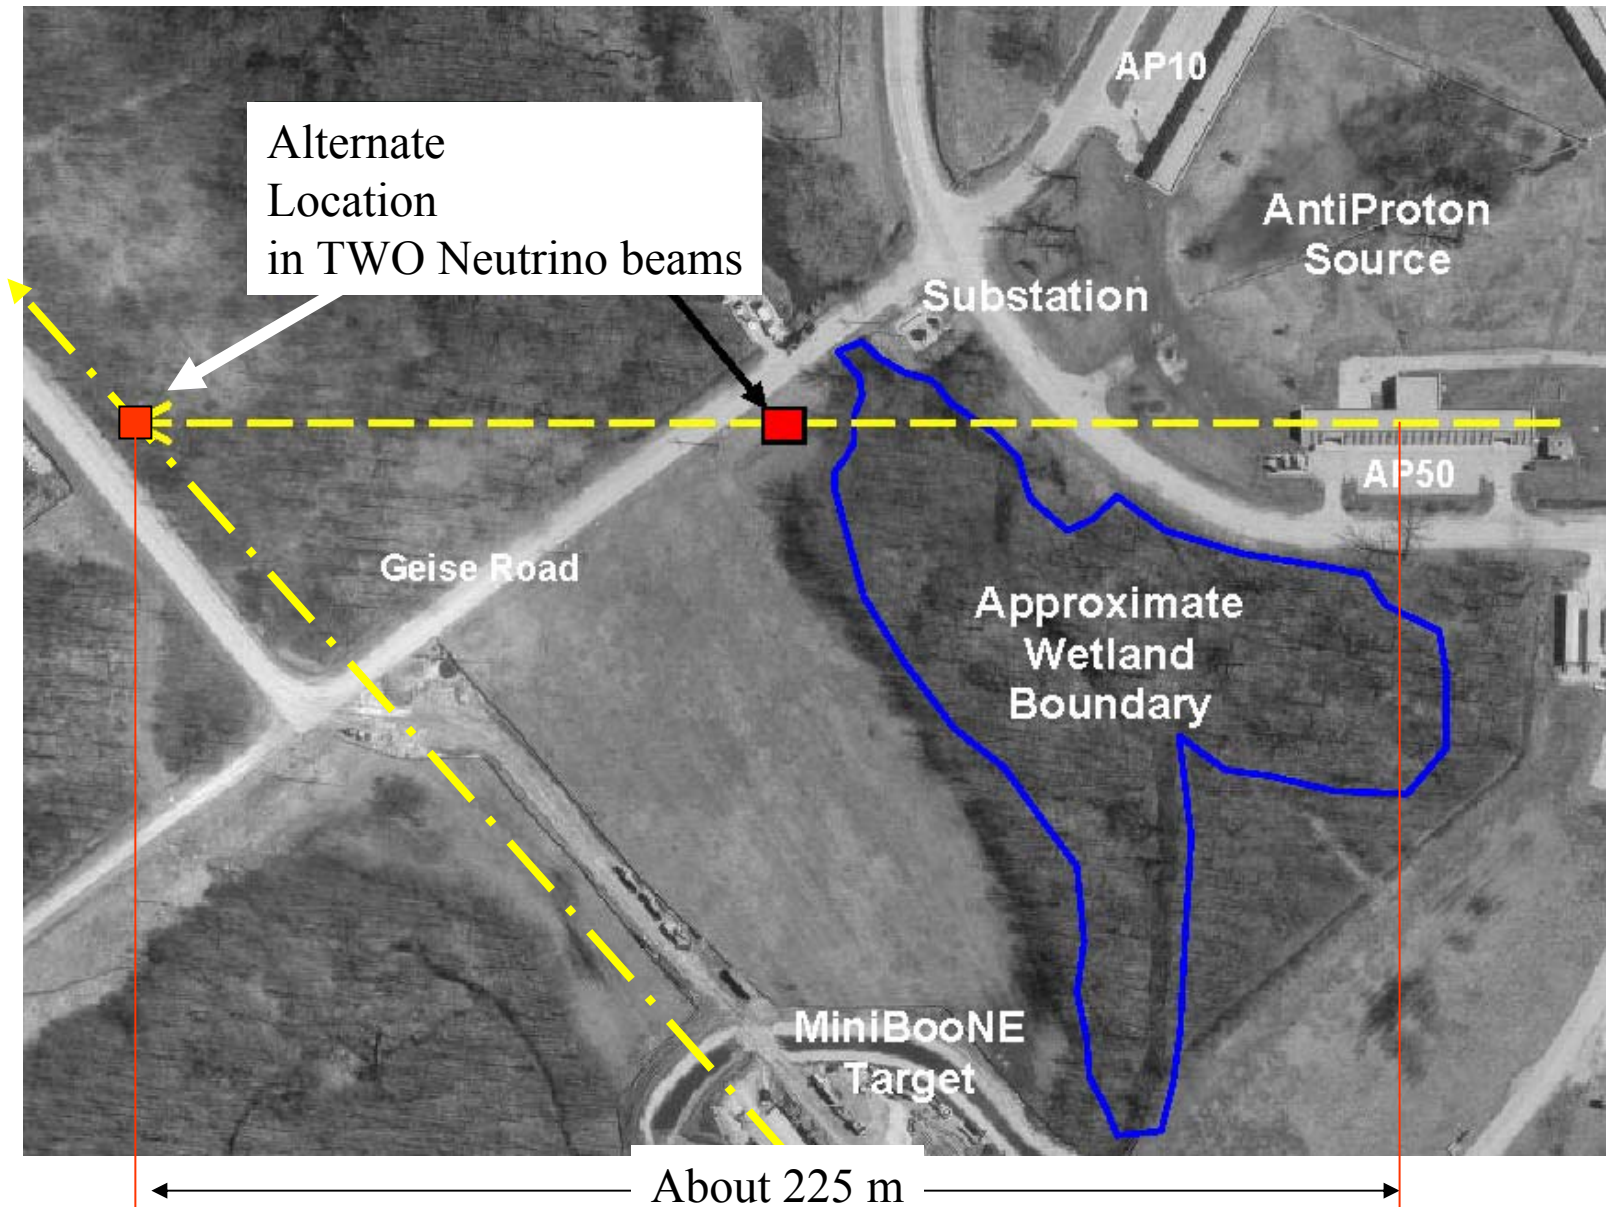 AP10
Alternate
Location
in TWO Neutrino beams
AntiProton
Source
Substation
AP50
Geise Road
Approximate
Wetland
Boundary
MiniBooNE
Target
About 225 m